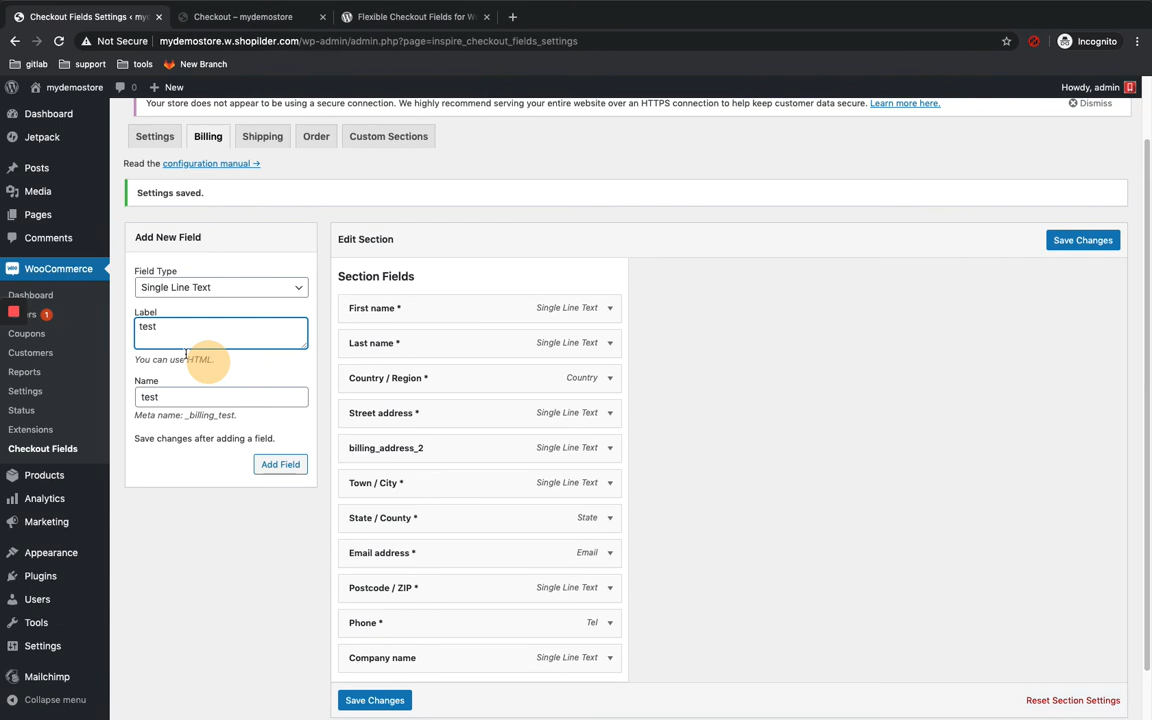 Checkout Fields Settings ‹ my
Checkout – mydemostore
Flexible Checkout Fields for W
Not Secure
mydemostore.w.shopilder.com/wp-admin/admin.php?page=inspire_checkout_fields_settings
Incognito
gitlab
support
tools
New Branch
mydemostore
0
New
Howdy, admin
Your store does not appear to be using a secure connection. We highly recommend serving your entire website over an HTTPS connection to help keep customer data secure. Learn more here.
Dismiss
Dashboard
Jetpack
Posts
Media
Pages
Comments
WooCommerce
Dashboard
rs 1
Coupons
Customers
Reports
Settings
Status
Extensions
Checkout Fields
Products
Analytics
Marketing
Appearance
Plugins
Users
Tools
Settings
Mailchimp
Collapse menu
Settings
Billing
Shipping
Order
Custom Sections
Read the configuration manual →
Settings saved.
Add New Field
Field Type
Single Line Text
Label
test
You can use HTML.
Name
test
Meta name: _billing_test.
Save changes after adding a field.
Add Field
Edit Section
Save Changes
Section Fields
First name * Single Line Text
Last name * Single Line Text
Country / Region * Country
Street address * Single Line Text
billing_address_2 Single Line Text
Town / City * Single Line Text
State / County * State
Email address * Email
Postcode / ZIP * Single Line Text
Phone * Tel
Company name Single Line Text
Save Changes
Reset Section Settings